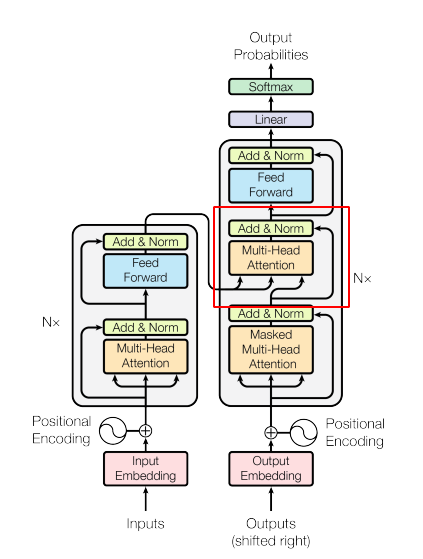 Output
Probabilities
Softmax
Linear
Add & Norm
Feed
Forward
Add & Norm
Multi-Head
Attention
Nx
Add & Norm
Masked
Multi-Head
Attention
Positional
Encoding
Output
Embedding
Outputs
(shifted right)
Add & Norm
Feed
Forward
Nx
Add & Norm
Multi-Head
Attention
Positional
Encoding
Input
Embedding
Inputs